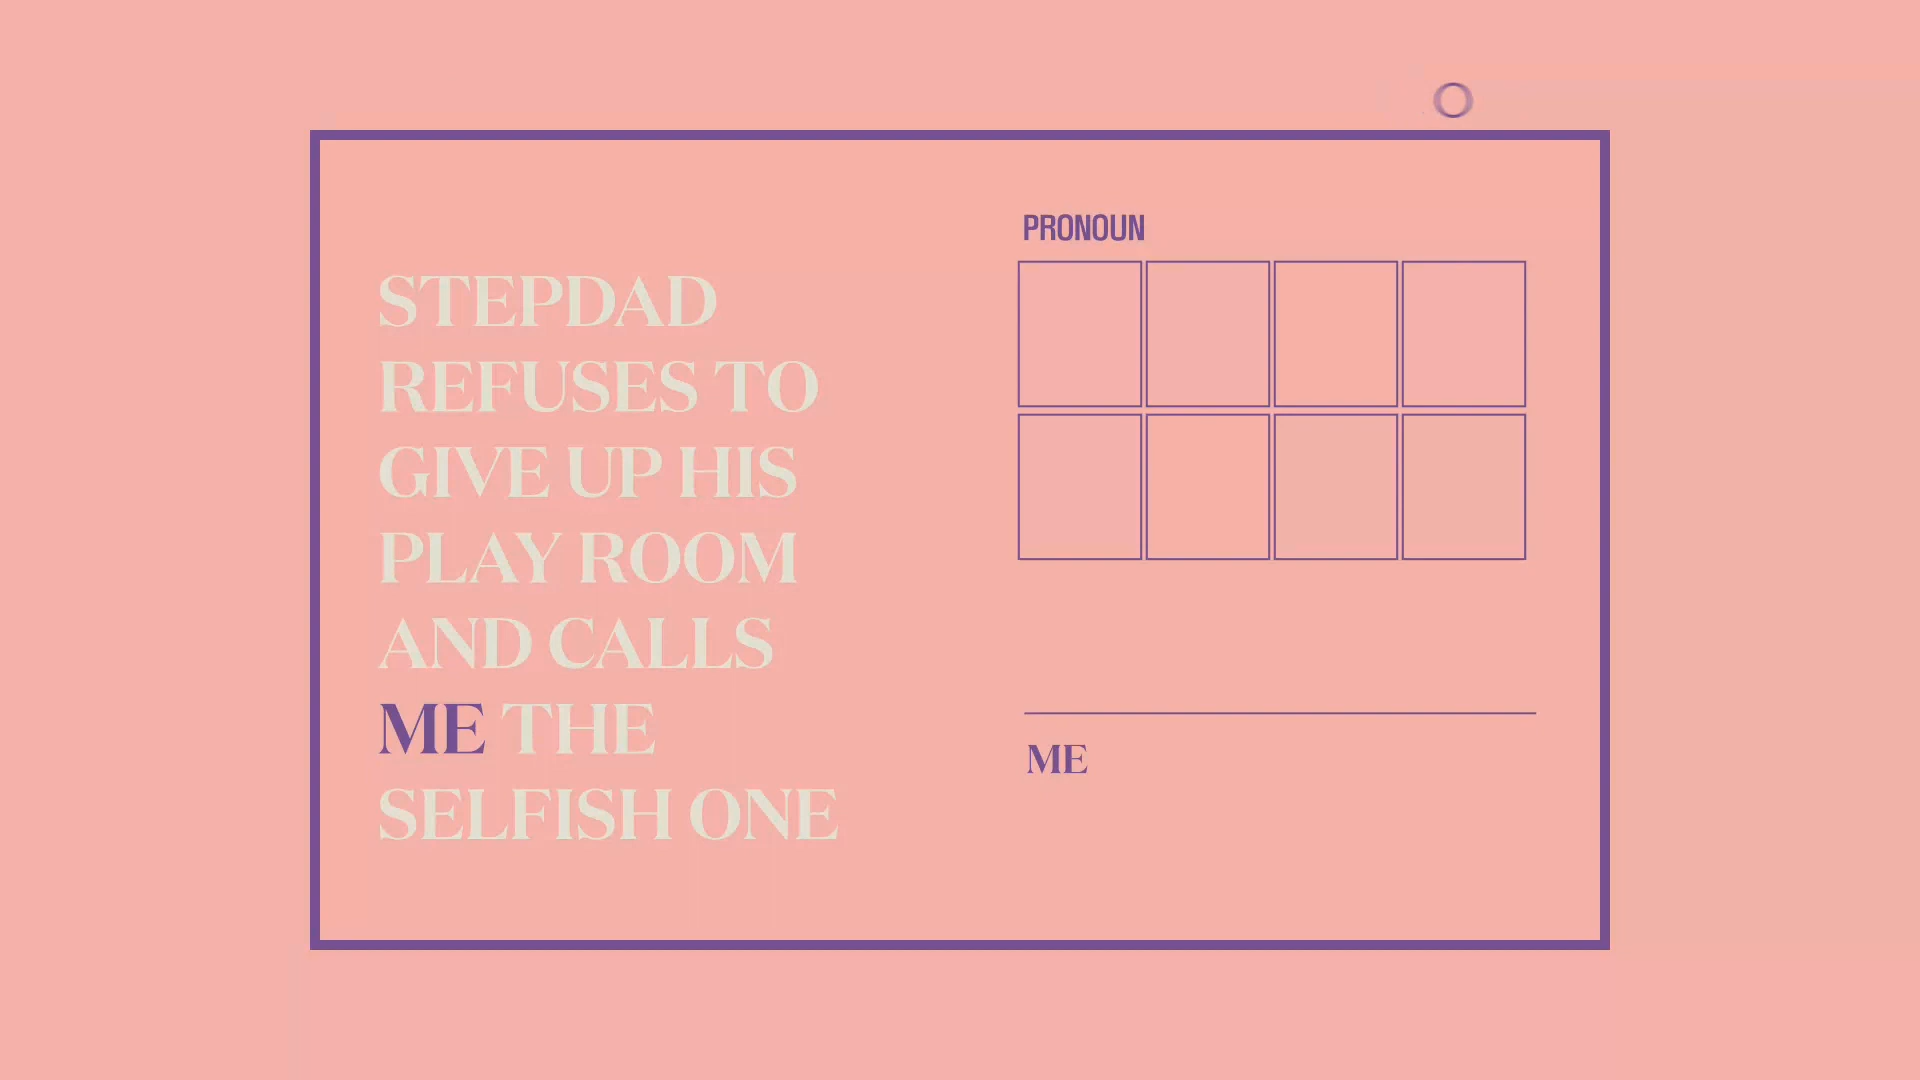 STEPDAD
REFUSES TO
GIVE UP HIS
PLAY ROOM
AND CALLS
ME THE
SELFISH ONE
PRONOUN
ME